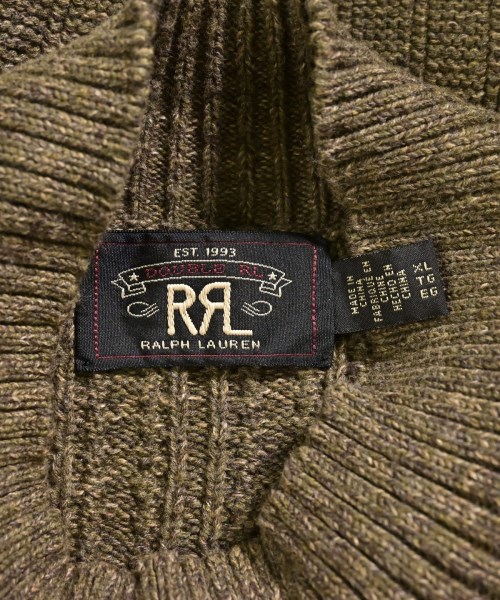 EST. 1993
DOUBLE RL
RRL
RALPH LAUREN
MADE IN
CHINA
FABRIQUE EN
CHINE
HECHO EN
CHINA
XL
TG
EG